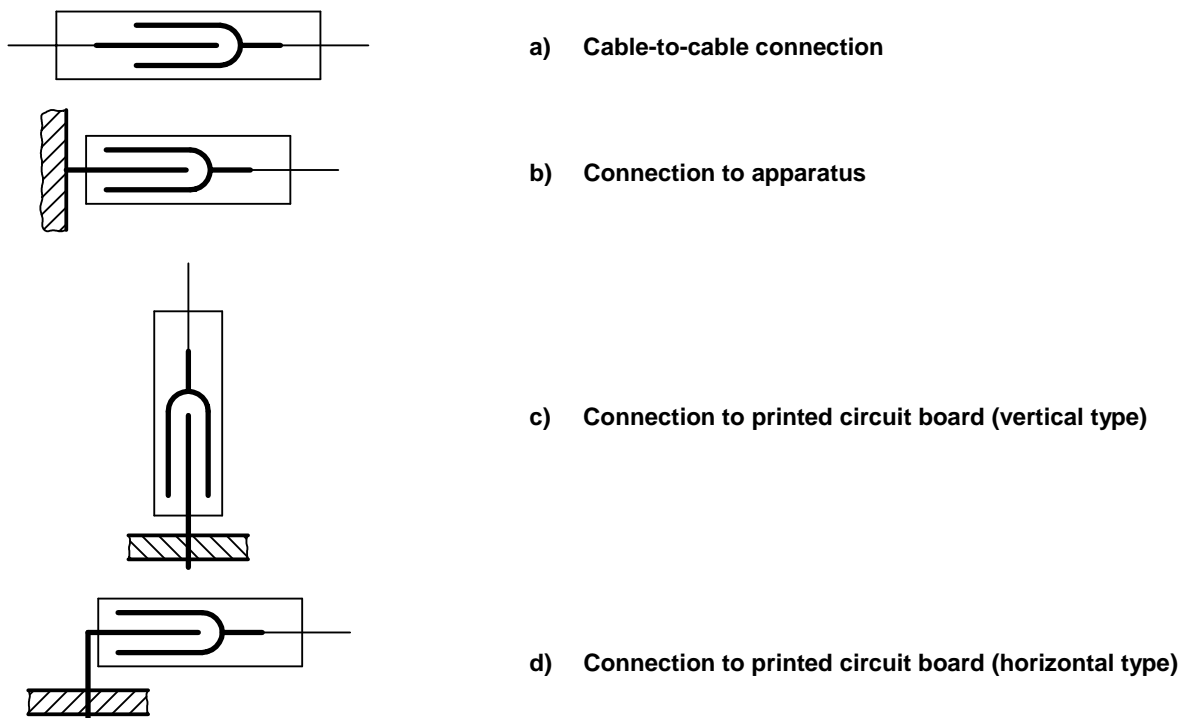 a) Cable-to-cable connection
b) Connection to apparatus
c) Connection to printed circuit board (vertical type)
d) Connection to printed circuit board (horizontal type)